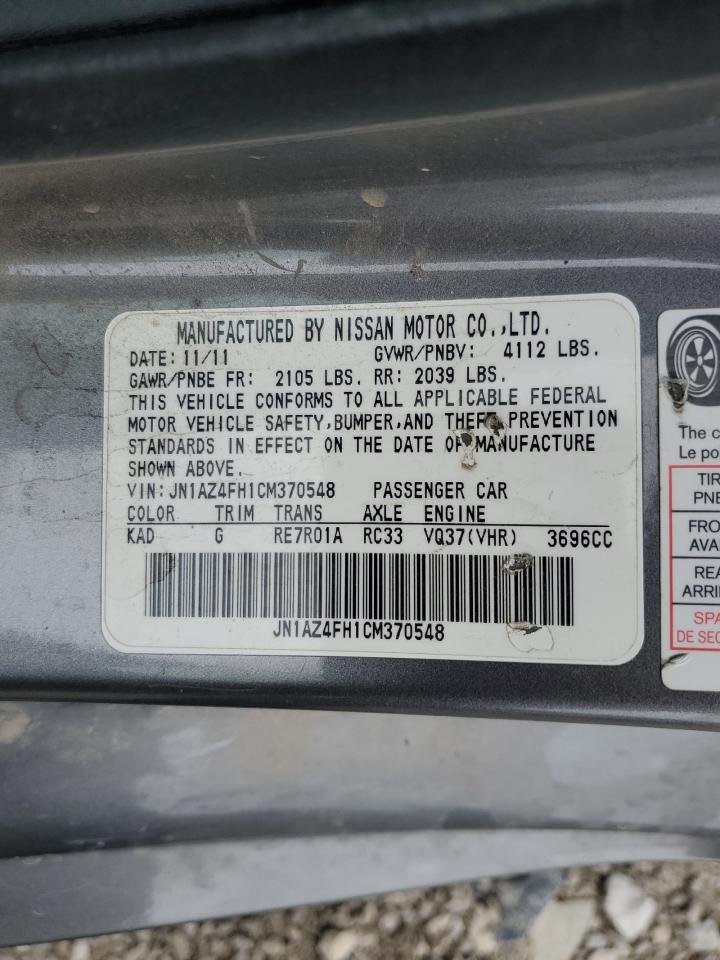 MANUFACTURED BY NISSAN MOTOR CO.,LTD.
DATE: 11/11 GVWR/PNBV: 4112 LBS.
GAWR/PNBE FR: 2105 LBS. RR: 2039 LBS.
THIS VEHICLE CONFORMS TO ALL APPLICABLE FEDERAL
MOTOR VEHICLE SAFETY,BUMPER,AND THEFT PREVENTION
STANDARDS IN EFFECT ON THE DATE OF MANUFACTURE
SHOWN ABOVE.
VIN: JN1AZ4FH1CM370548 PASSENGER CAR
COLOR TRIM TRANS AXLE ENGINE
KAD G RE7R01A RC33 VQ37(VHR) 3696CC
JN1AZ4FH1CM370548
The c
Le po
TIR
PNE
FRO
AVA
REA
ARRIE
SPA
DE SEC